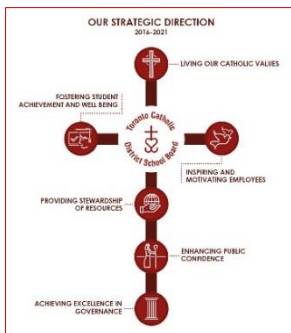 OUR STRATEGIC DIRECTION
2016-2021
LIVING OUR CATHOLIC VALUES
FOSTERING STUDENT
ACHIEVEMENT AND WELL BEING
Toronto Catholic
District School Board
INSPIRING AND
MOTIVATING EMPLOYEES
PROVIDING STEWARDSHIP
OF RESOURCES
ENHANCING PUBLIC
CONFIDENCE
ACHIEVING EXCELLENCE IN
GOVERNANCE